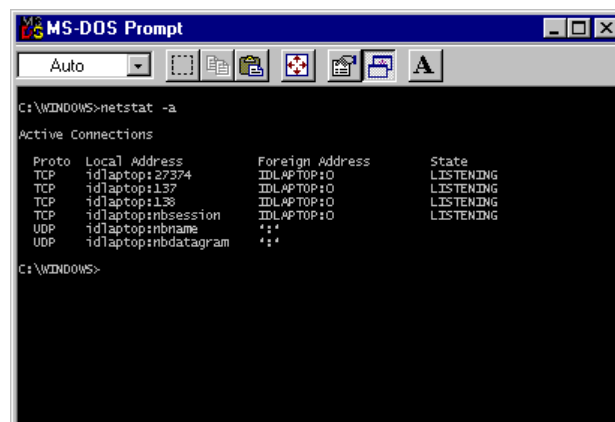 MS-DOS Prompt
Auto
A
C:\WINDOWS>netstat -a
Active Connections
Proto Local Address Foreign Address State
TCP idlaptop:27374 IDLAPTOP:0 LISTENING
TCP idlaptop:137 IDLAPTOP:0 LISTENING
TCP idlaptop:138 IDLAPTOP:0 LISTENING
TCP idlaptop:nbsession IDLAPTOP:0 LISTENING
UDP idlaptop:nbname *:*
UDP idlaptop:nbdatagram *:*
C:\WINDOWS>